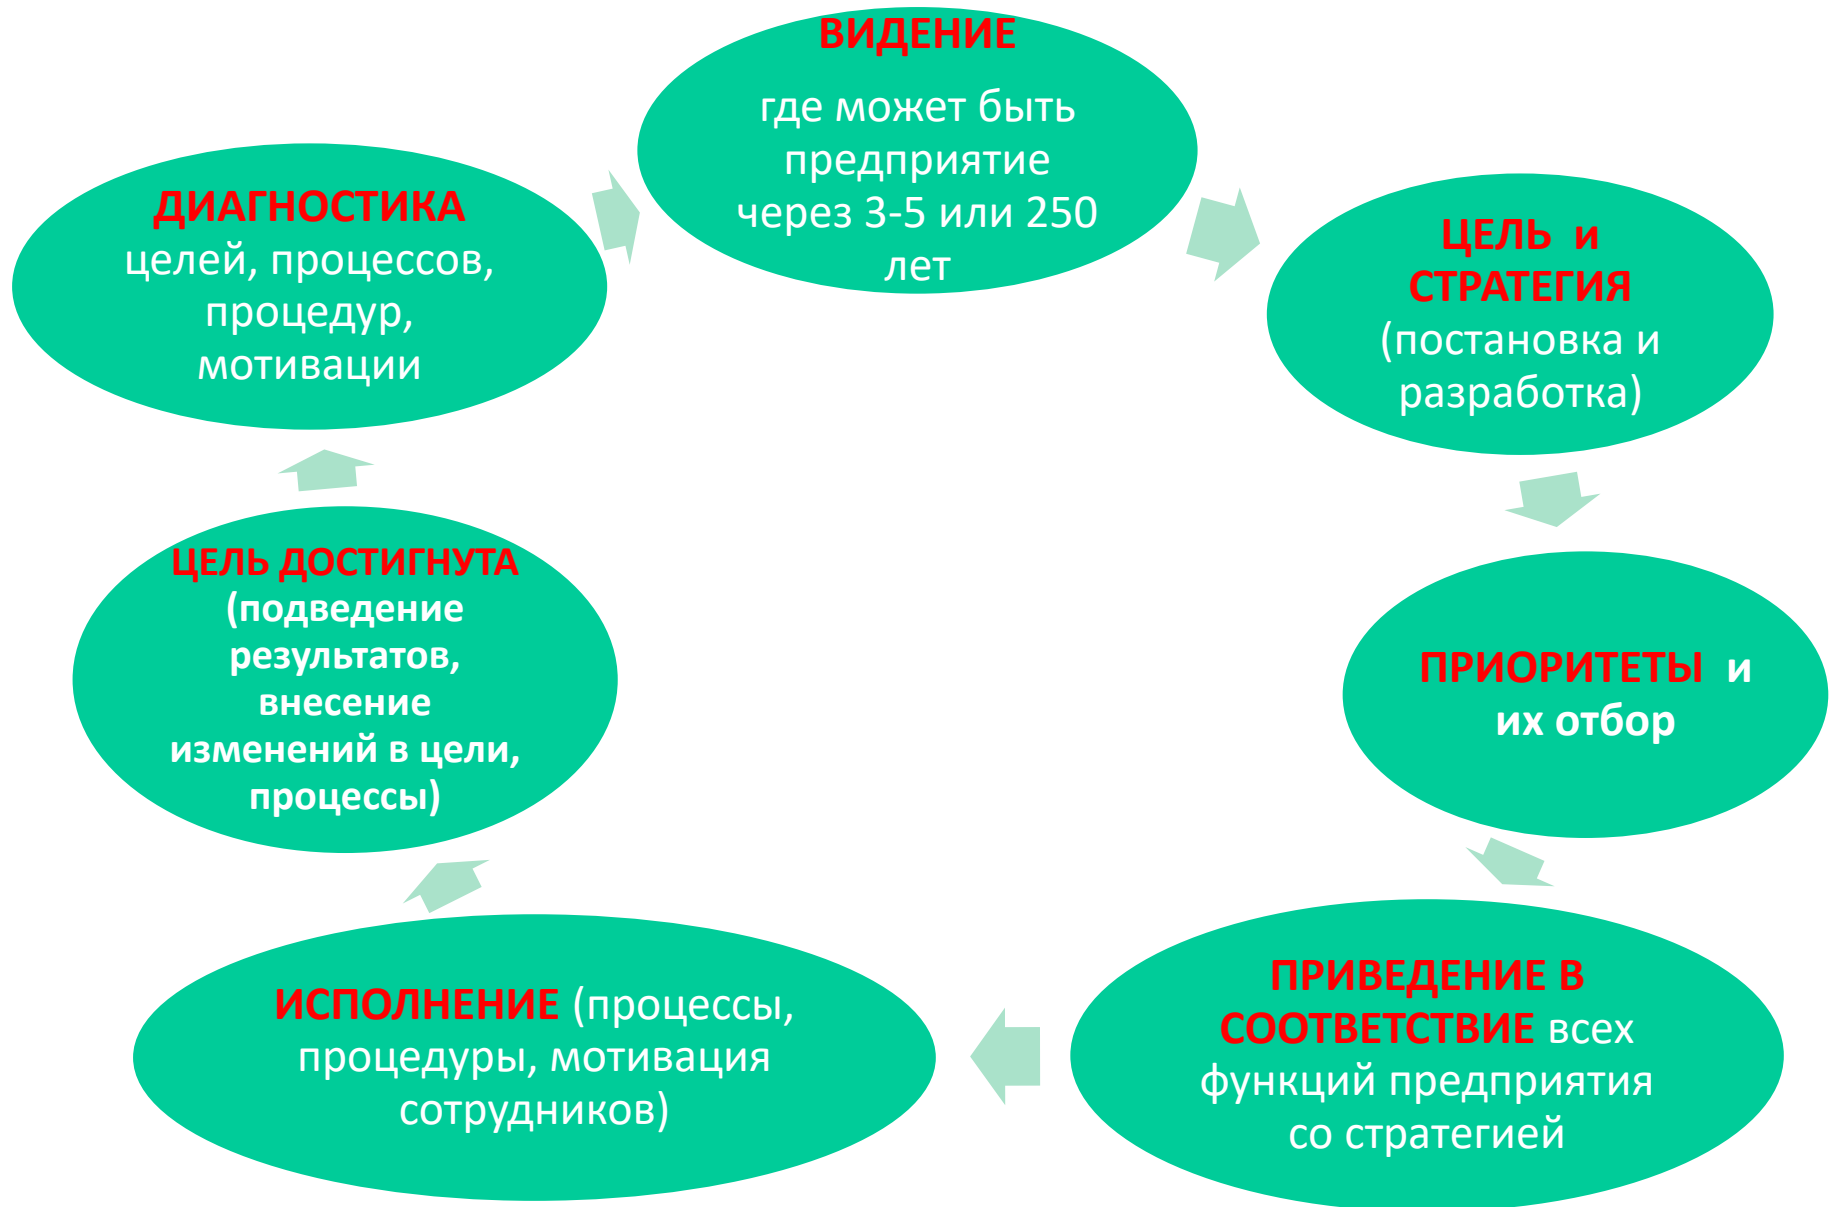 ВИДЕНИЕ
где может быть
предприятие
через 3-5 или 250
лет
ЦЕЛЬ и
СТРАТЕГИЯ
(постановка и
разработка)
ПРИОРИТЕТЫ и
их отбор
ПРИВЕДЕНИЕ В
СООТВЕТСТВИЕ всех
функций предприятия
со стратегией
ИСПОЛНЕНИЕ (процессы,
процедуры, мотивация
сотрудников)
ЦЕЛЬ ДОСТИГНУТА
(подведение
результатов,
внесение
изменений в цели,
процессы)
ДИАГНОСТИКА
целей, процессов,
процедур,
мотивации